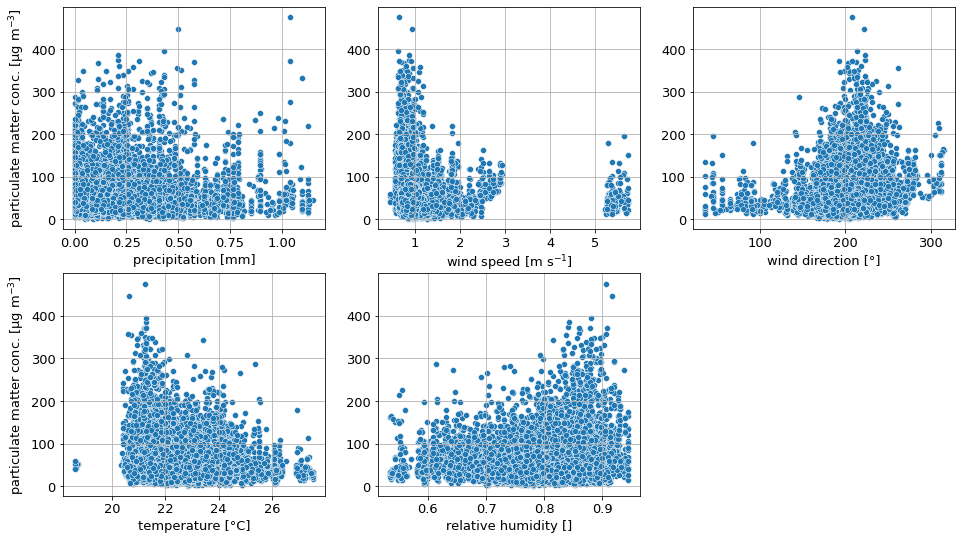 particulate matter conc. [µg m⁻³]
400
300
200
100
0
0.00 0.25 0.50 0.75 1.00
precipitation [mm]
400
300
200
100
0
1 2 3 4 5
wind speed [m s⁻¹]
400
300
200
100
0
100 200 300
wind direction [°]
particulate matter conc. [µg m⁻³]
400
300
200
100
0
20 22 24 26
temperature [°C]
400
300
200
100
0
0.6 0.7 0.8 0.9
relative humidity []